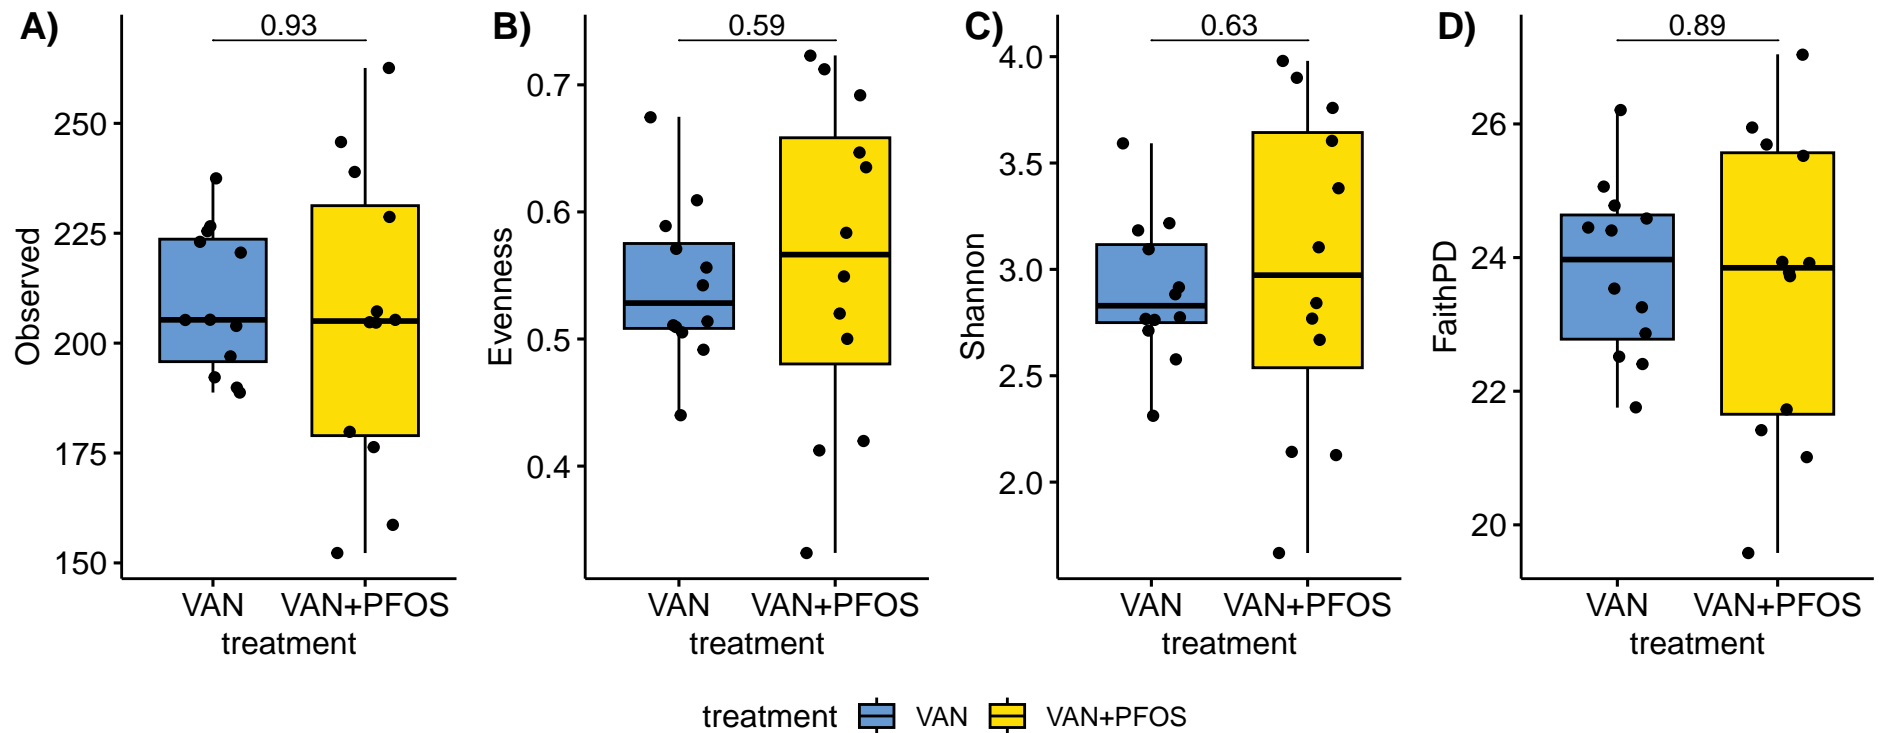 A)
0.93
Observed
250
225
200
175
150
VAN VAN+PFOS
treatment
B)
0.59
Evenness
0.7
0.6
0.5
0.4
VAN VAN+PFOS
treatment
C)
0.63
Shannon
4.0
3.5
3.0
2.5
2.0
VAN VAN+PFOS
treatment
D)
0.89
FaithPD
26
24
22
20
VAN VAN+PFOS
treatment
treatment VAN VAN+PFOS